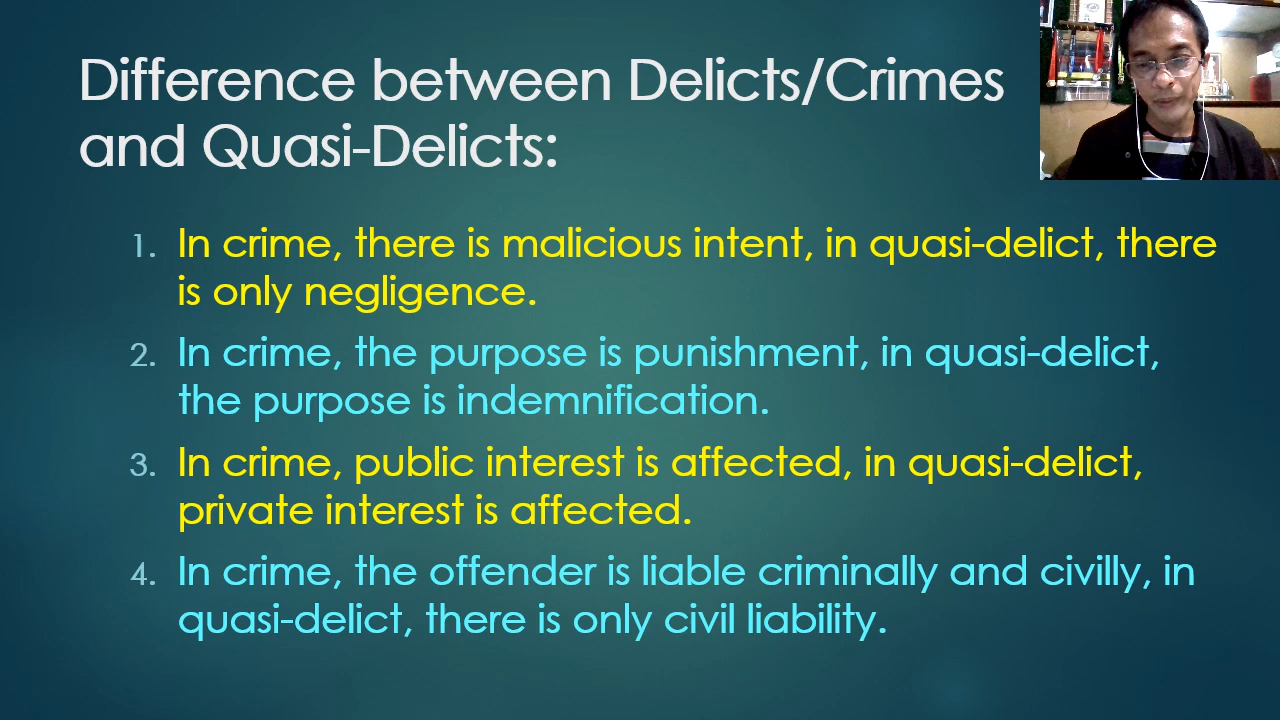 Difference between Delicts/Crimes
and Quasi-Delicts:
1. In crime, there is malicious intent, in quasi-delict, there
is only negligence.
2. In crime, the purpose is punishment, in quasi-delict,
the purpose is indemnification.
3. In crime, public interest is affected, in quasi-delict,
private interest is affected.
4. In crime, the offender is liable criminally and civilly, in
quasi-delict, there is only civil liability.